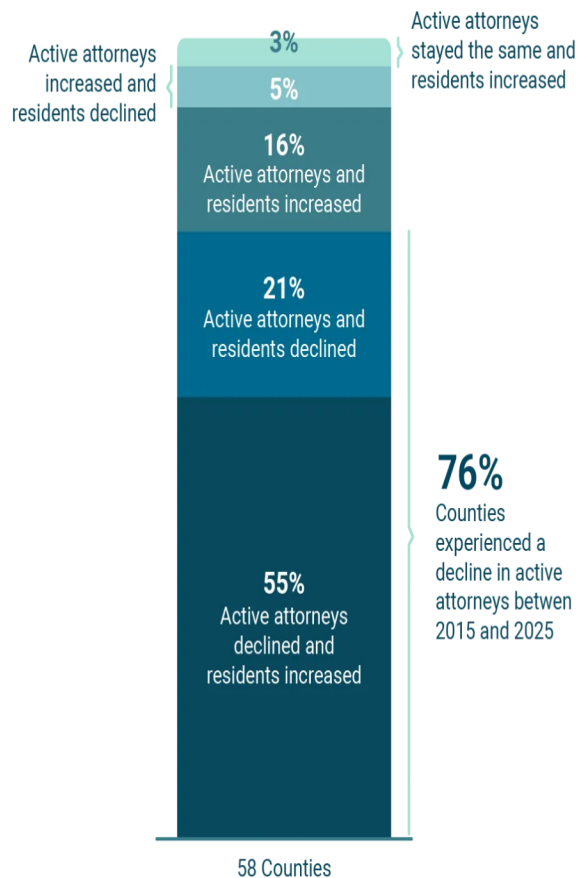 Active attorneys
increased and
residents declined
3%
Active attorneys
stayed the same and
residents increased
5%
16%
Active attorneys and
residents increased
21%
Active attorneys and
residents declined
76%
Counties
experienced a
decline in active
attorneys betwen
2015 and 2025
55%
Active attorneys
declined and
residents increased
58 Counties